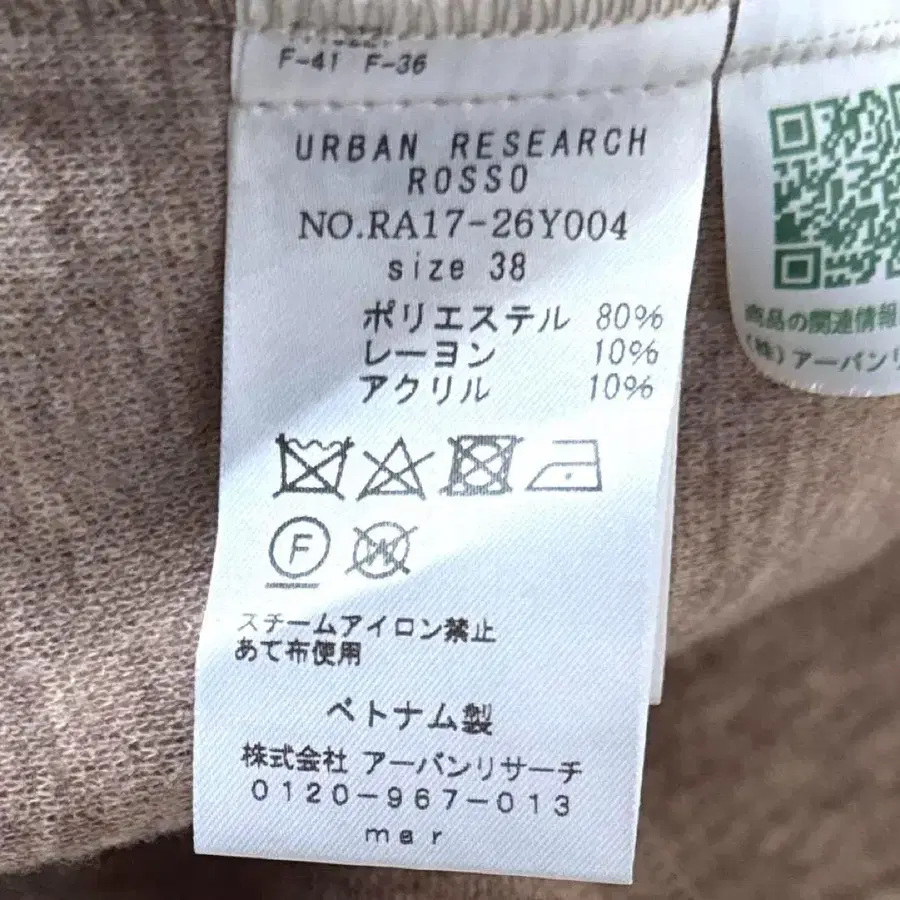 F-41 F-36
URBAN RESEARCH
ROSSO
NO.RA17-26Y004
size 38
ポリエステル 80%
レーヨン 10%
アクリル 10%
F
W
スチームアイロン禁止
あて布使用
ベトナム製
株式会社 アーバンリサーチ
0120-967-013
mer
商品の関連情報
(株)アーバンリ